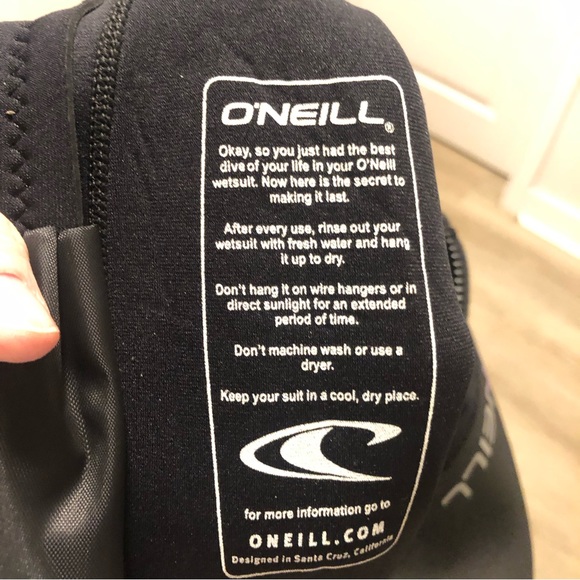 O'NEILL®
Okay, so you just had the best
dive of your life in your O'Neill
wetsuit. Now here is the secret to
making it last.
After every use, rinse out your
wetsuit with fresh water and hang
it up to dry.
Don't hang it on wire hangers or in
direct sunlight for an extended
period of time.
Don't machine wash or use a
dryer.
Keep your suit in a cool, dry place.
for more information go to
ONEILL.COM
Designed in Santa Cruz, California
NEILL